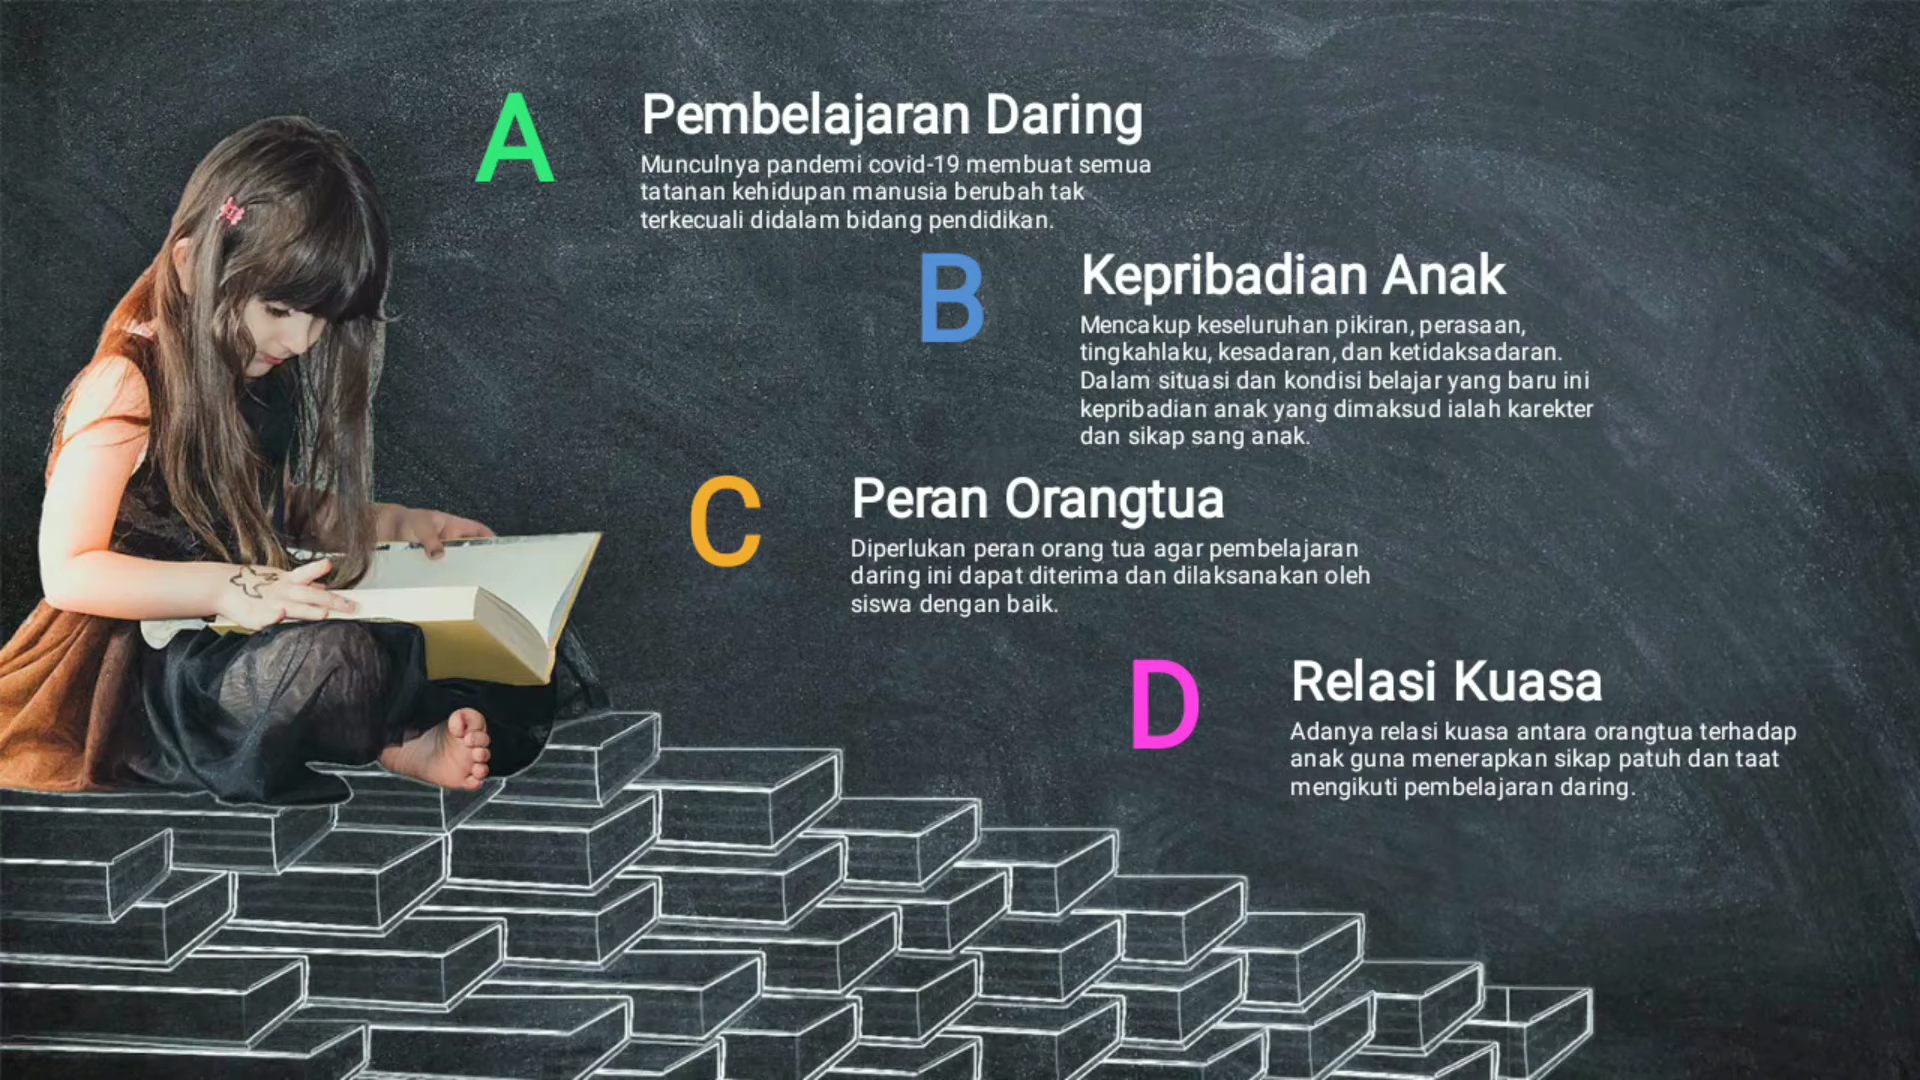 A
Pembelajaran Daring
Munculnya pandemi covid-19 membuat semua
tatanan kehidupan manusia berubah tak
terkecuali didalam bidang pendidikan.
B
Kepribadian Anak
Mencakup keseluruhan pikiran, perasaan,
tingkahlaku, kesadaran, dan ketidaksadaran.
Dalam situasi dan kondisi belajar yang baru ini
kepribadian anak yang dimaksud ialah karekter
dan sikap sang anak.
C
Peran Orangtua
Diperlukan peran orang tua agar pembelajaran
daring ini dapat diterima dan dilaksanakan oleh
siswa dengan baik.
D
Relasi Kuasa
Adanya relasi kuasa antara orangtua terhadap
anak guna menerapkan sikap patuh dan taat
mengikuti pembelajaran daring.